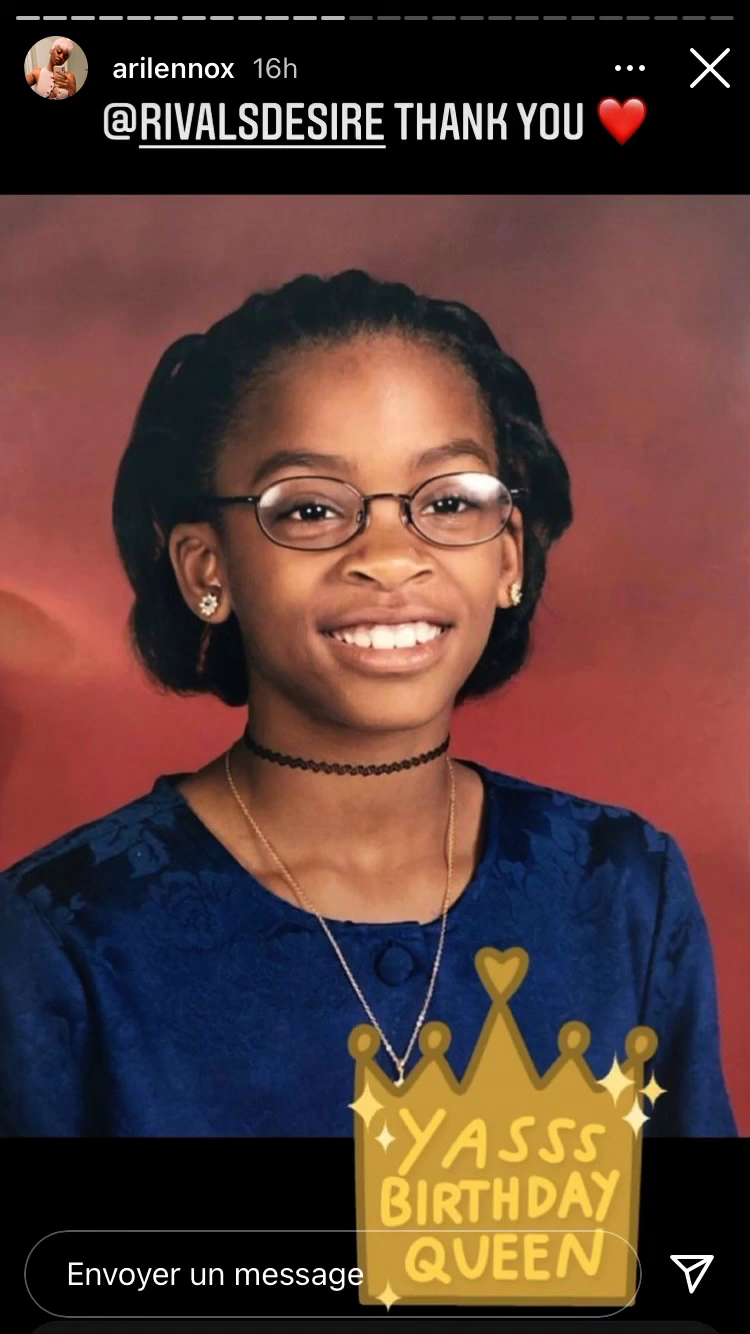 arilennox 16h
@RIVALSDESIRE THANK YOU ❤️
YASSS
BIRTHDAY
QUEEN
Envoyer un message